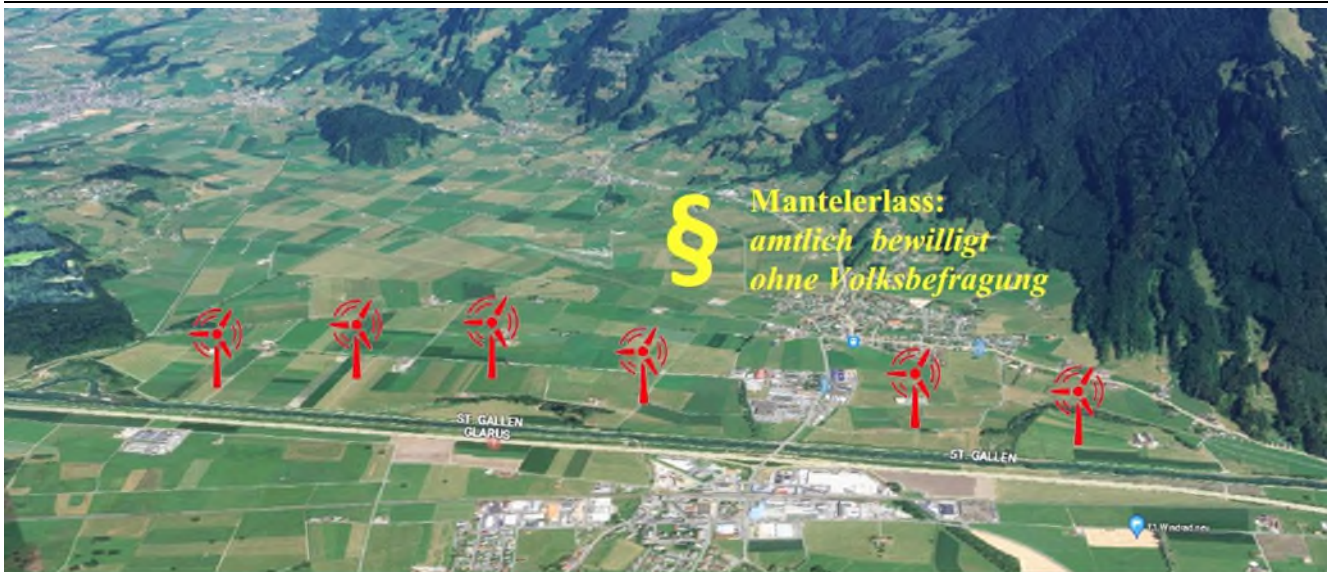 §
Mantelerlass:
amtlich bewilligt
ohne Volksbefragung
ST. GALLEN
GLARUS
ST. GALLEN